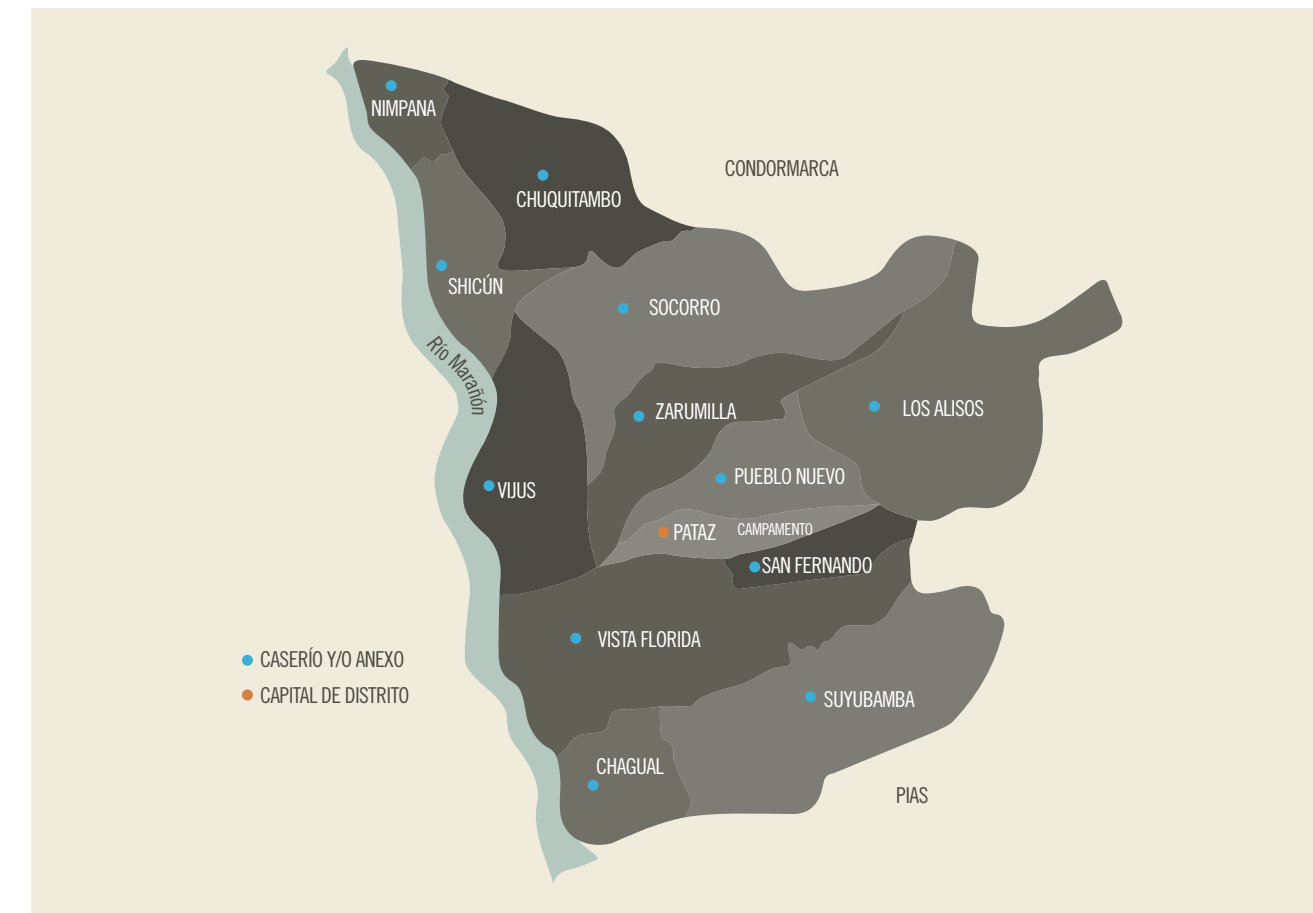 NIMPANA
CONDORMARCA
CHUQUITAMBO
SHICÚN
SOCORRO
Río Marañón
ZARUMILLA
LOS ALISOS
PUEBLO NUEVO
VIJUS
PATAZ
CAMPAMENTO
SAN FERNANDO
VISTA FLORIDA
CASERÍO Y/O ANEXO
CAPITAL DE DISTRITO
SUYUBAMBA
CHAGUAL
PIAS